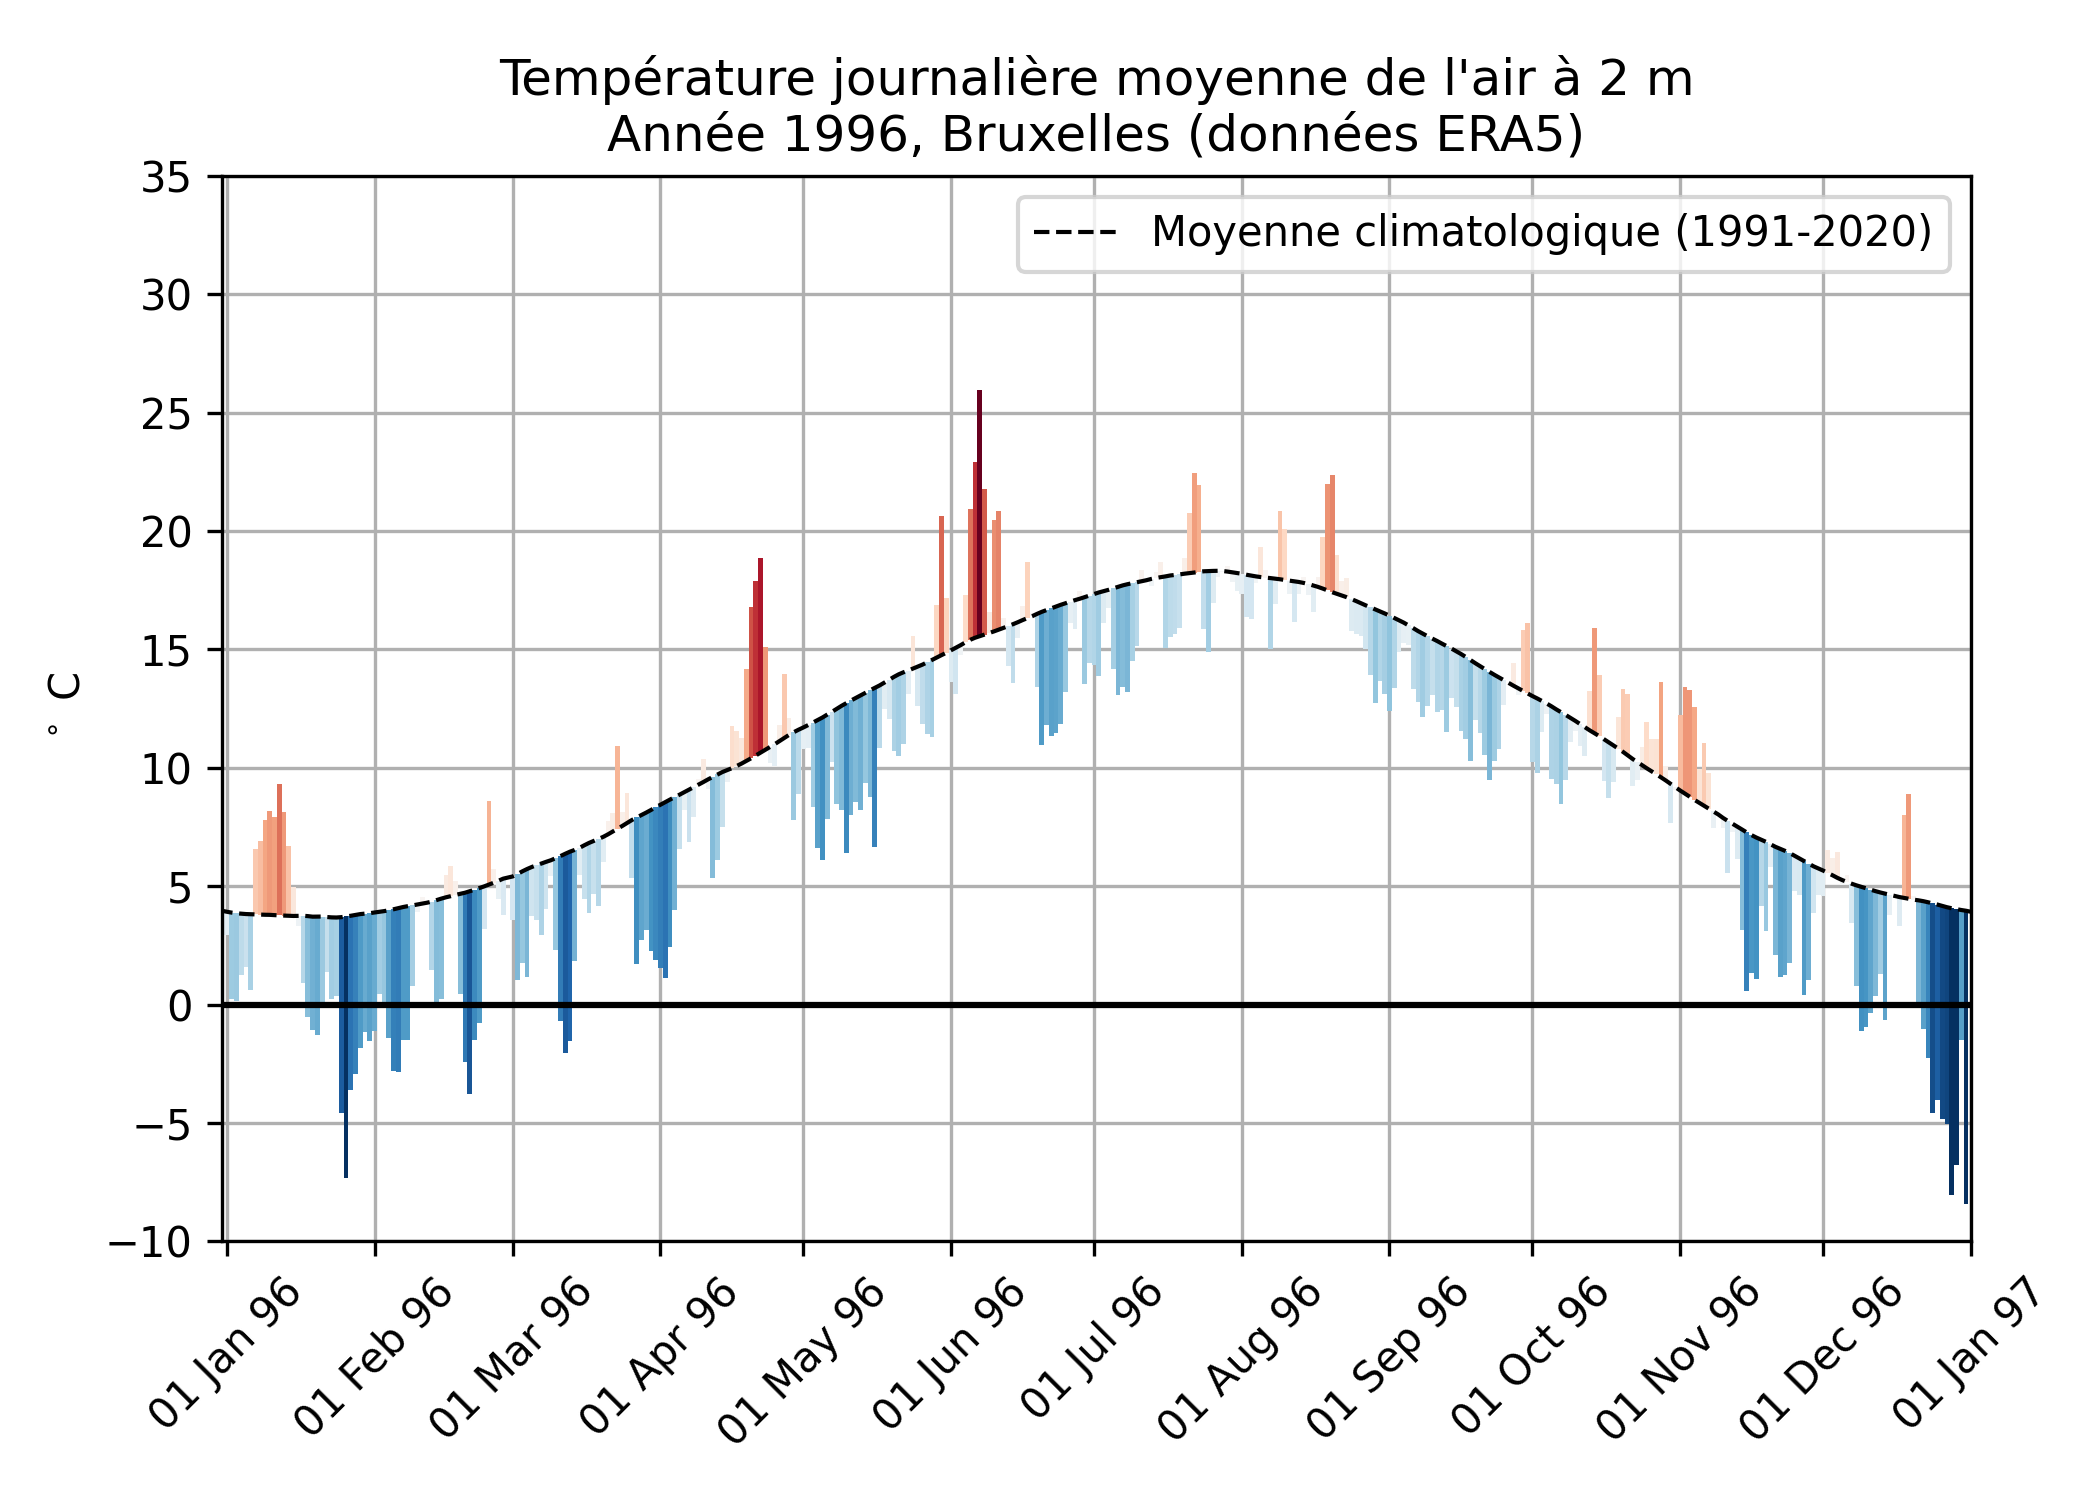 Température journalière moyenne de l'air à 2 m
Année 1996, Bruxelles (données ERA5)
35
30
25
20
15
10
5
0
−5
−10
° C
Moyenne climatologique (1991-2020)
01 Jan 96
01 Feb 96
01 Mar 96
01 Apr 96
01 May 96
01 Jun 96
01 Jul 96
01 Aug 96
01 Sep 96
01 Oct 96
01 Nov 96
01 Dec 96
01 Jan 97